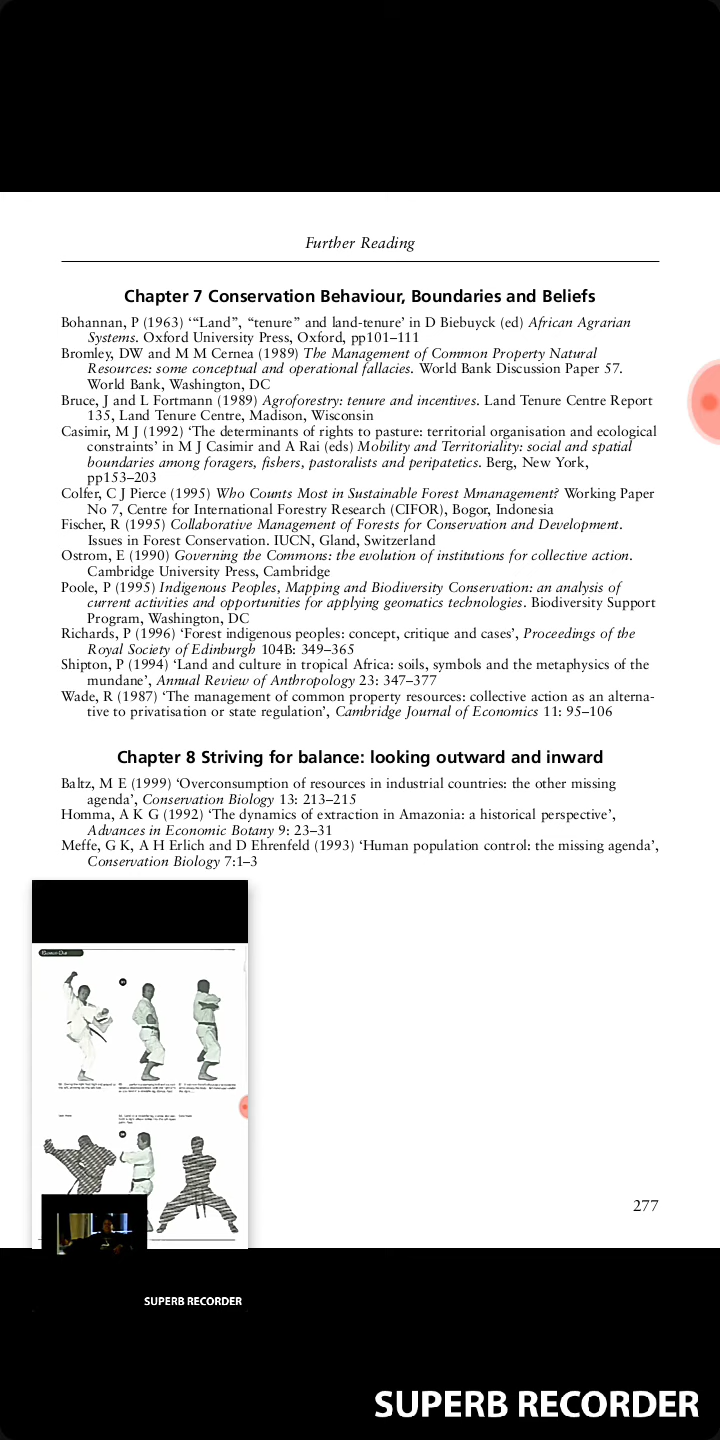 Further Reading
Chapter 7 Conservation Behaviour, Boundaries and Beliefs
Bohannan, P (1963) ‘“Land”, “tenure” and land-tenure’ in D Biebuyck (ed) African Agrarian
Systems. Oxford University Press, Oxford, pp101–111
Bromley, DW and M M Cernea (1989) The Management of Common Property Natural
Resources: some conceptual and operational fallacies. World Bank Discussion Paper 57.
World Bank, Washington, DC
Bruce, J and L Fortmann (1989) Agroforestry: tenure and incentives. Land Tenure Centre Report
135, Land Tenure Centre, Madison, Wisconsin
Casimir, M J (1992) ‘The determinants of rights to pasture: territorial organisation and ecological
constraints’ in M J Casimir and A Rai (eds) Mobility and Territoriality: social and spatial
boundaries among foragers, fishers, pastoralists and peripatetics. Berg, New York,
pp153–203
Colfer, C J Pierce (1995) Who Counts Most in Sustainable Forest Mmanagement? Working Paper
No 7, Centre for International Forestry Research (CIFOR), Bogor, Indonesia
Fischer, R (1995) Collaborative Management of Forests for Conservation and Development.
Issues in Forest Conservation. IUCN, Gland, Switzerland
Ostrom, E (1990) Governing the Commons: the evolution of institutions for collective action.
Cambridge University Press, Cambridge
Poole, P (1995) Indigenous Peoples, Mapping and Biodiversity Conservation: an analysis of
current activities and opportunities for applying geomatics technologies. Biodiversity Support
Program, Washington, DC
Richards, P (1996) ‘Forest indigenous peoples: concept, critique and cases’, Proceedings of the
Royal Society of Edinburgh 104B: 349–365
Shipton, P (1994) ‘Land and culture in tropical Africa: soils, symbols and the metaphysics of the
mundane’, Annual Review of Anthropology 23: 347–377
Wade, R (1987) ‘The management of common property resources: collective action as an alterna-
tive to privatisation or state regulation’, Cambridge Journal of Economics 11: 95–106
Chapter 8 Striving for balance: looking outward and inward
Baltz, M E (1999) ‘Overconsumption of resources in industrial countries: the other missing
agenda’, Conservation Biology 13: 213–215
Homma, A K G (1992) ‘The dynamics of extraction in Amazonia: a historical perspective’,
Advances in Economic Botany 9: 23–31
Meffe, G K, A H Erlich and D Ehrenfeld (1993) ‘Human population control: the missing agenda’,
Conservation Biology 7:1–3
277
SUPERB RECORDER
SUPERB RECORDER